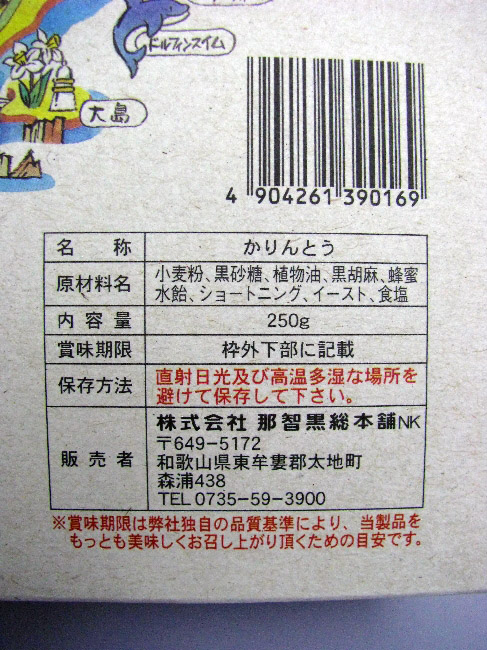 ドルフィンスイム
大島
4 904261 390169
名 称 かりんとう
原材料名 小麦粉、黒砂糖、植物油、黒胡麻、蜂蜜
水飴、ショートニング、イースト、食塩
内容量 250g
賞味期限 枠外下部に記載
保存方法 直射日光及び高温多湿な場所を
避けて保存して下さい。
販売者 株式会社 那智黒総本舗NK
〒649-5172
和歌山県東牟婁郡太地町
森浦438
TEL 0735-59-3900
※賞味期限は弊社独自の品質基準により、当製品を
もっとも美味しくお召し上がり頂くための目安です。